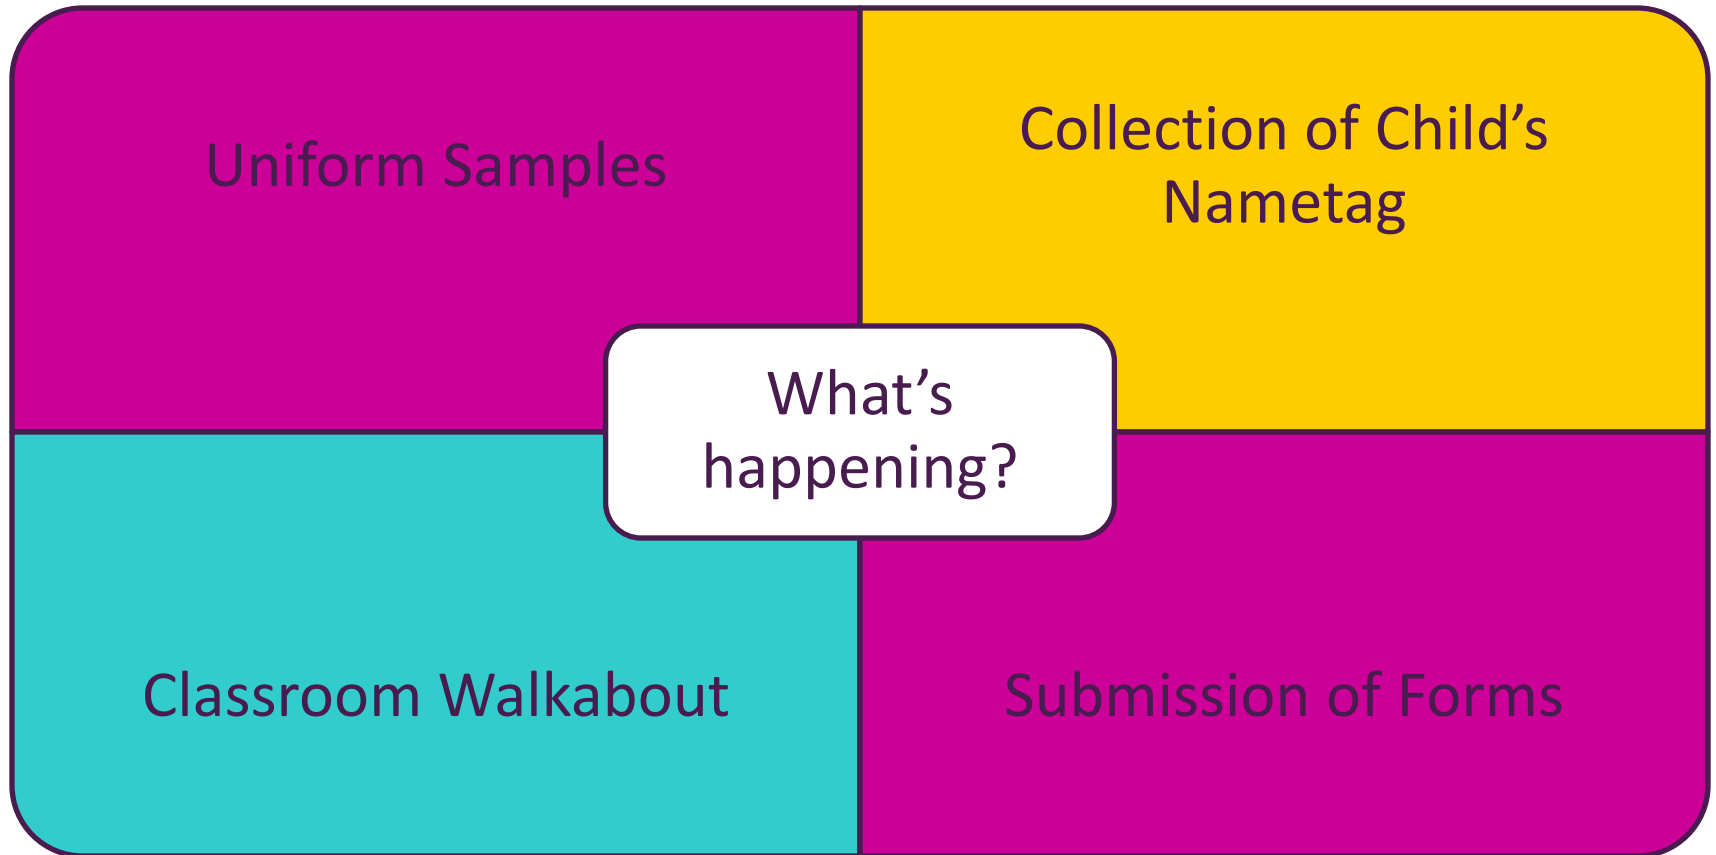 Uniform Samples
Collection of Child’s
Nametag
What’s
happening?
Classroom Walkabout
Submission of Forms